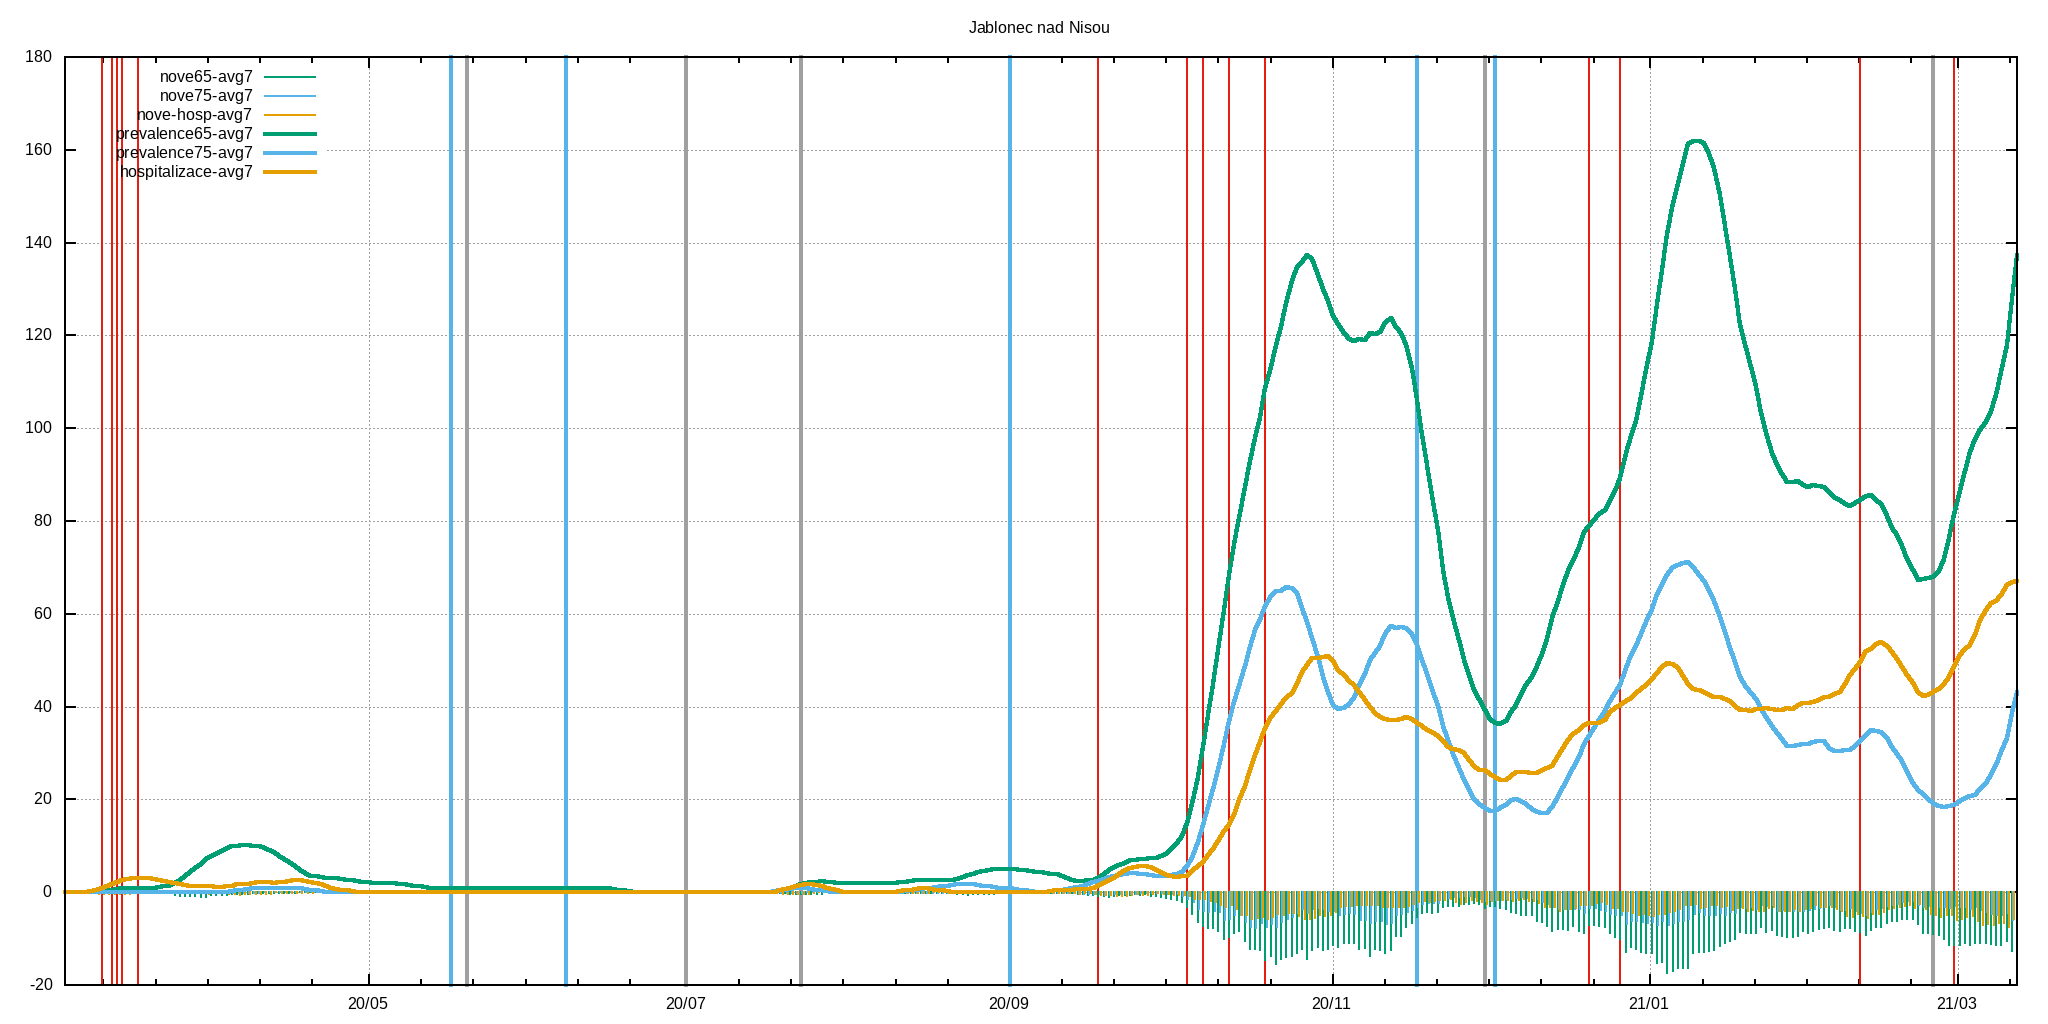 Jablonec nad Nisou
180
160
140
120
100
80
60
40
20
0
-20
nove65-avg7
nove75-avg7
nove-hosp-avg7
prevalence65-avg7
prevalence75-avg7
hospitalizace-avg7
20/05 20/07 20/09 20/11 21/01 21/03